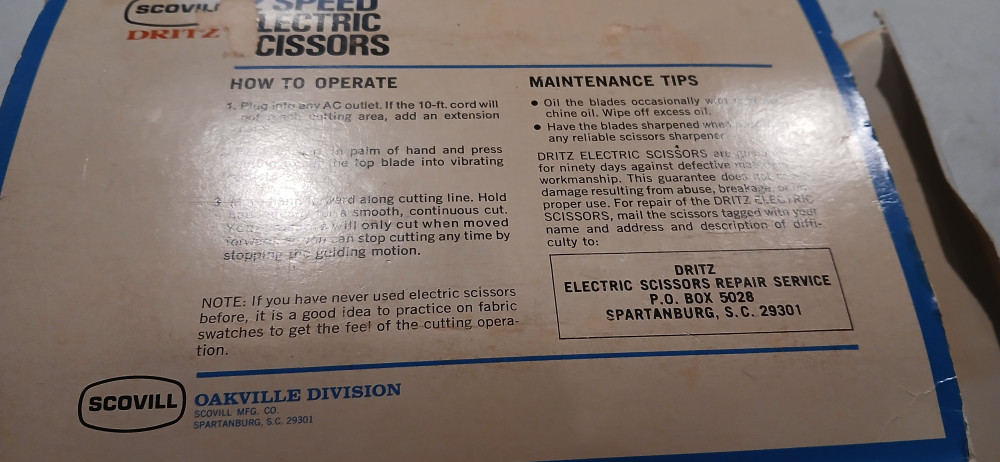 SCOVILL
DRITZ
SPEED
ELECTRIC
SCISSORS
HOW TO OPERATE
1. Plug into any AC outlet. If the 10-ft. cord will
not reach cutting area, add an extension
palm of hand and press
the top blade into vibrating
3. along cutting line. Hold
a smooth, continuous cut.
will only cut when moved
can stop cutting any time by
stopping the guiding motion.
NOTE: If you have never used electric scissors
before, it is a good idea to practice on fabric
swatches to get the feel of the cutting opera-
tion.
MAINTENANCE TIPS
• Oil the blades occasionally
chine oil. Wipe off excess oil.
• Have the blades sharpened when
any reliable scissors sharpener
DRITZ ELECTRIC SCISSORS are
for ninety days against defective
workmanship. This guarantee does not
damage resulting from abuse, breakage,
proper use. For repair of the DRITZ ELECTRIC
SCISSORS, mail the scissors tagged with your
name and address and description of diffi-
culty to:
DRITZ
ELECTRIC SCISSORS REPAIR SERVICE
P.O. BOX 5028
SPARTANBURG, S.C. 29301
SCOVILL
OAKVILLE DIVISION
SCOVILL MFG. CO.
SPARTANBURG, S.C. 29301